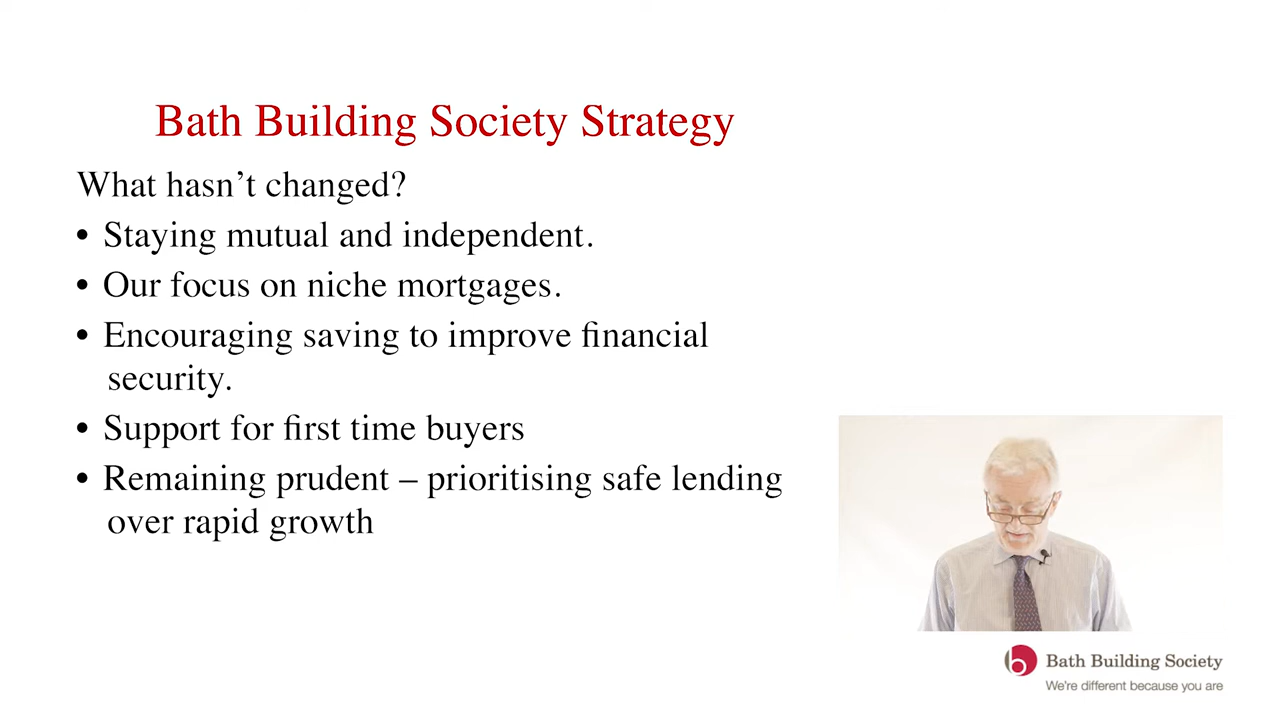 Bath Building Society Strategy
What hasn’t changed?
• Staying mutual and independent.
• Our focus on niche mortgages.
• Encouraging saving to improve financial
security.
• Support for first time buyers
• Remaining prudent – prioritising safe lending
over rapid growth
b Bath Building Society
We're different because you are